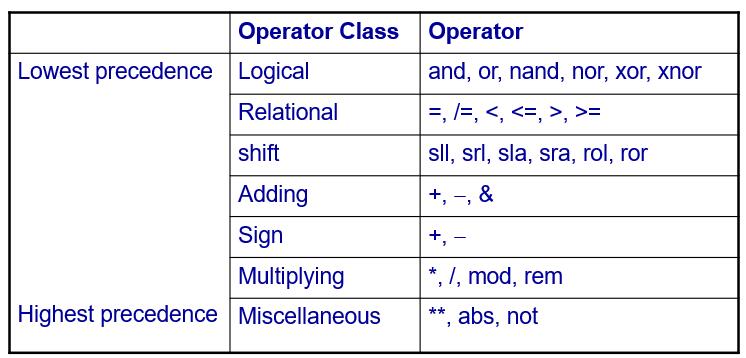 Operator Class Operator
Lowest precedence Logical and, or, nand, nor, xor, xnor
Relational =, /=, <, <=, >, >=
shift sll, srl, sla, sra, rol, ror
Adding +, –, &
Sign +, –
Multiplying *, /, mod, rem
Highest precedence Miscellaneous **, abs, not